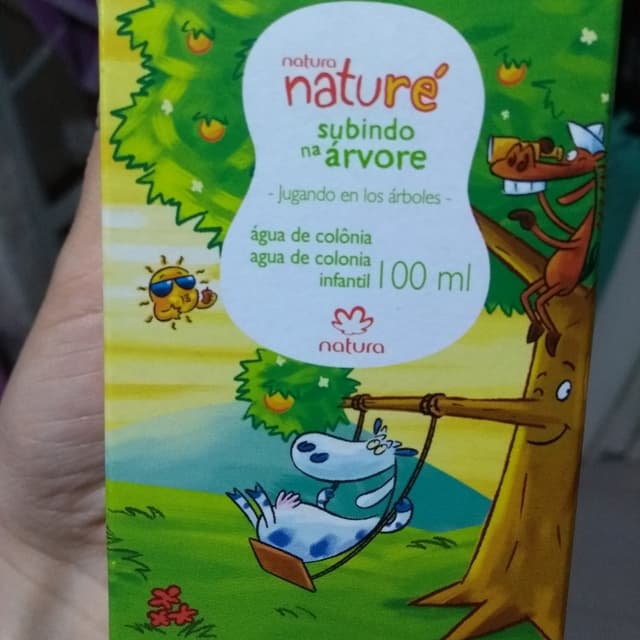 natura
naturé
subindo
na árvore
- Jugando en los árboles -
água de colônia
agua de colonia
infantil 100 ml
natura